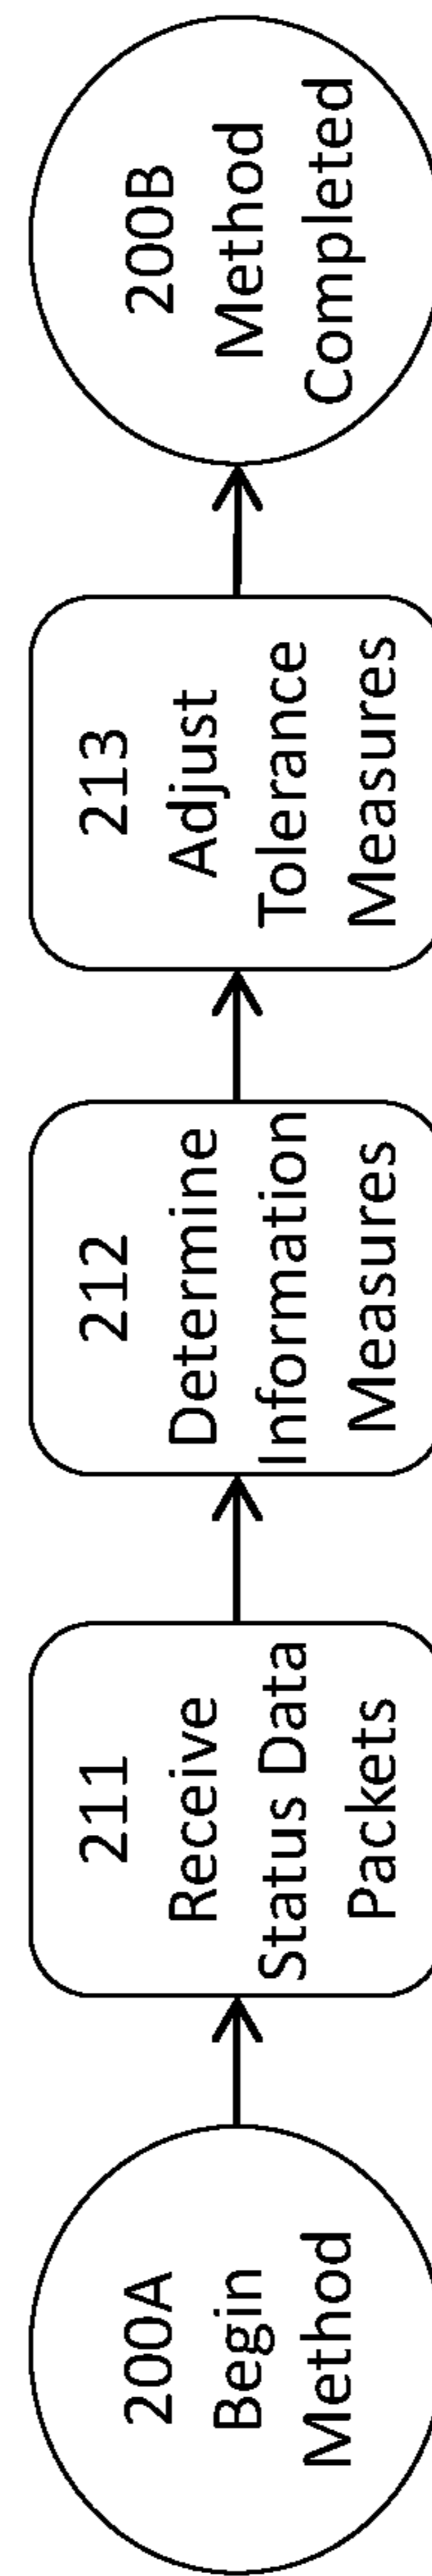 200A
Begin
Method
211
Receive
Status Data
Packets
212
Determine
Information
Measures
213
Adjust
Tolerance
Measures
200B
Method
Completed